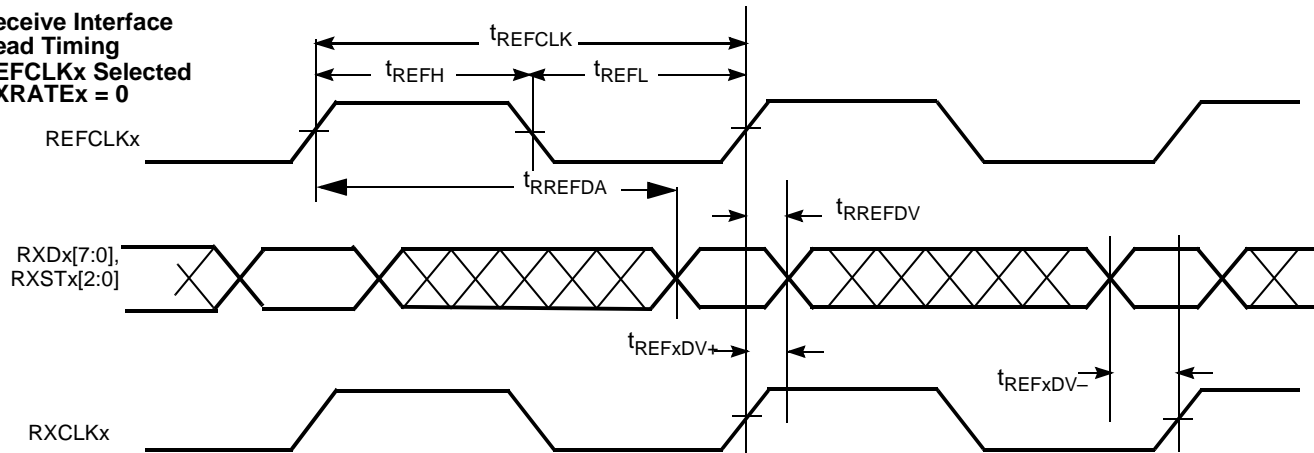 eceive Interface
ead Timing
EFCLKx Selected
XRATEx = 0
tREFCLK
tREFH
tREFL
REFCLKx
tRREFDA
tRREFDV
RXDx[7:0],
RXSTx[2:0]
tREFxDV+
tREFxDV–
RXCLKx